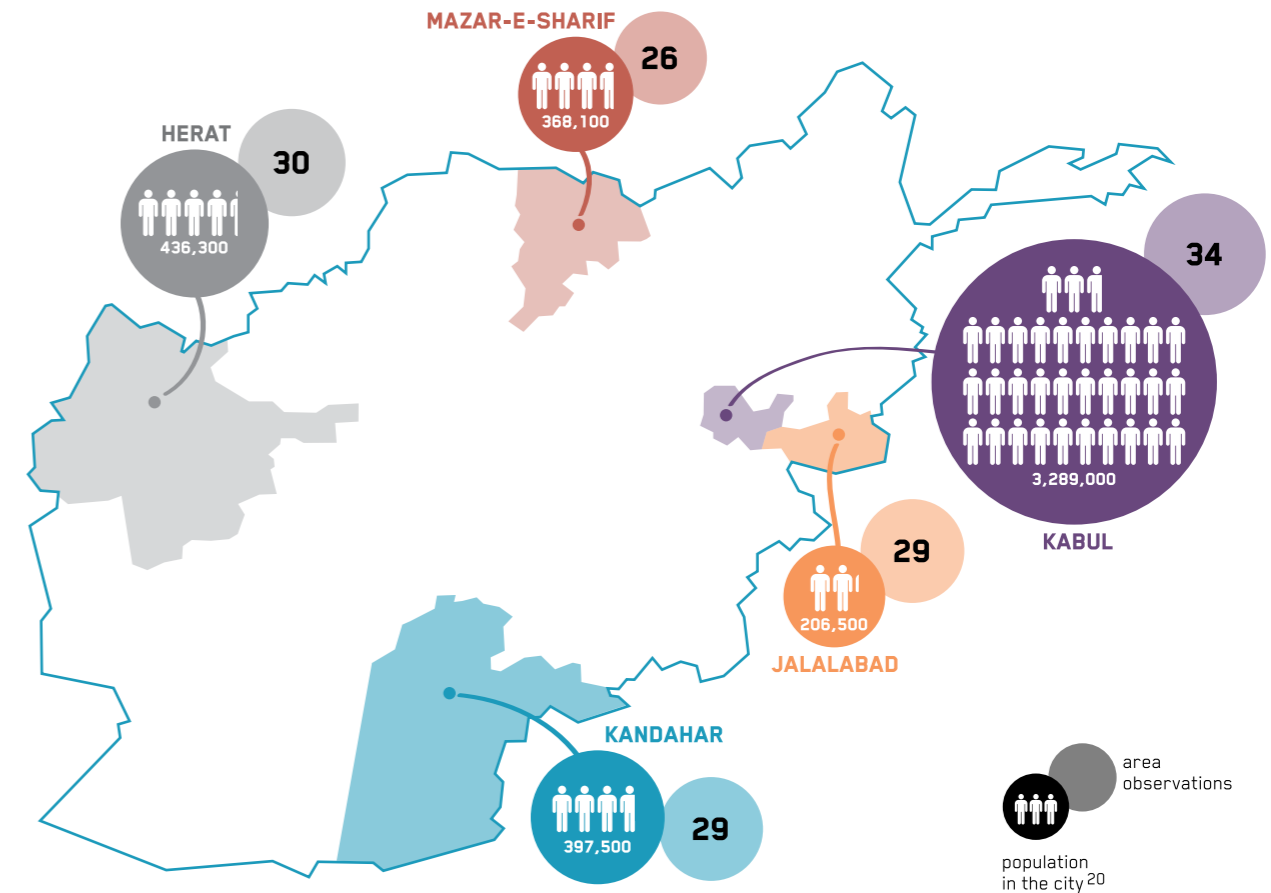 MAZAR-E-SHARIF
26
368,100
HERAT
30
436,300
34
3,289,000
KABUL
29
206,500
JALALABAD
KANDAHAR
397,500
29
area
observations
population
in the city 20